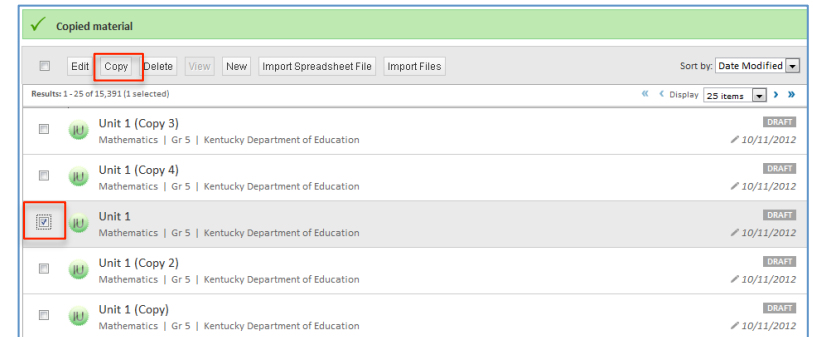 Copied material
Edit Copy Delete View New Import Spreadsheet File Import Files Sort by: Date Modified
Results: 1 - 25 of 15,391 (1 selected) « ‹ Display 25 items › »
Unit 1 (Copy 3) DRAFT
Mathematics | Gr 5 | Kentucky Department of Education 10/11/2012
Unit 1 (Copy 4) DRAFT
Mathematics | Gr 5 | Kentucky Department of Education 10/11/2012
Unit 1 DRAFT
Mathematics | Gr 5 | Kentucky Department of Education 10/11/2012
Unit 1 (Copy 2) DRAFT
Mathematics | Gr 5 | Kentucky Department of Education 10/11/2012
Unit 1 (Copy) DRAFT
Mathematics | Gr 5 | Kentucky Department of Education 10/11/2012